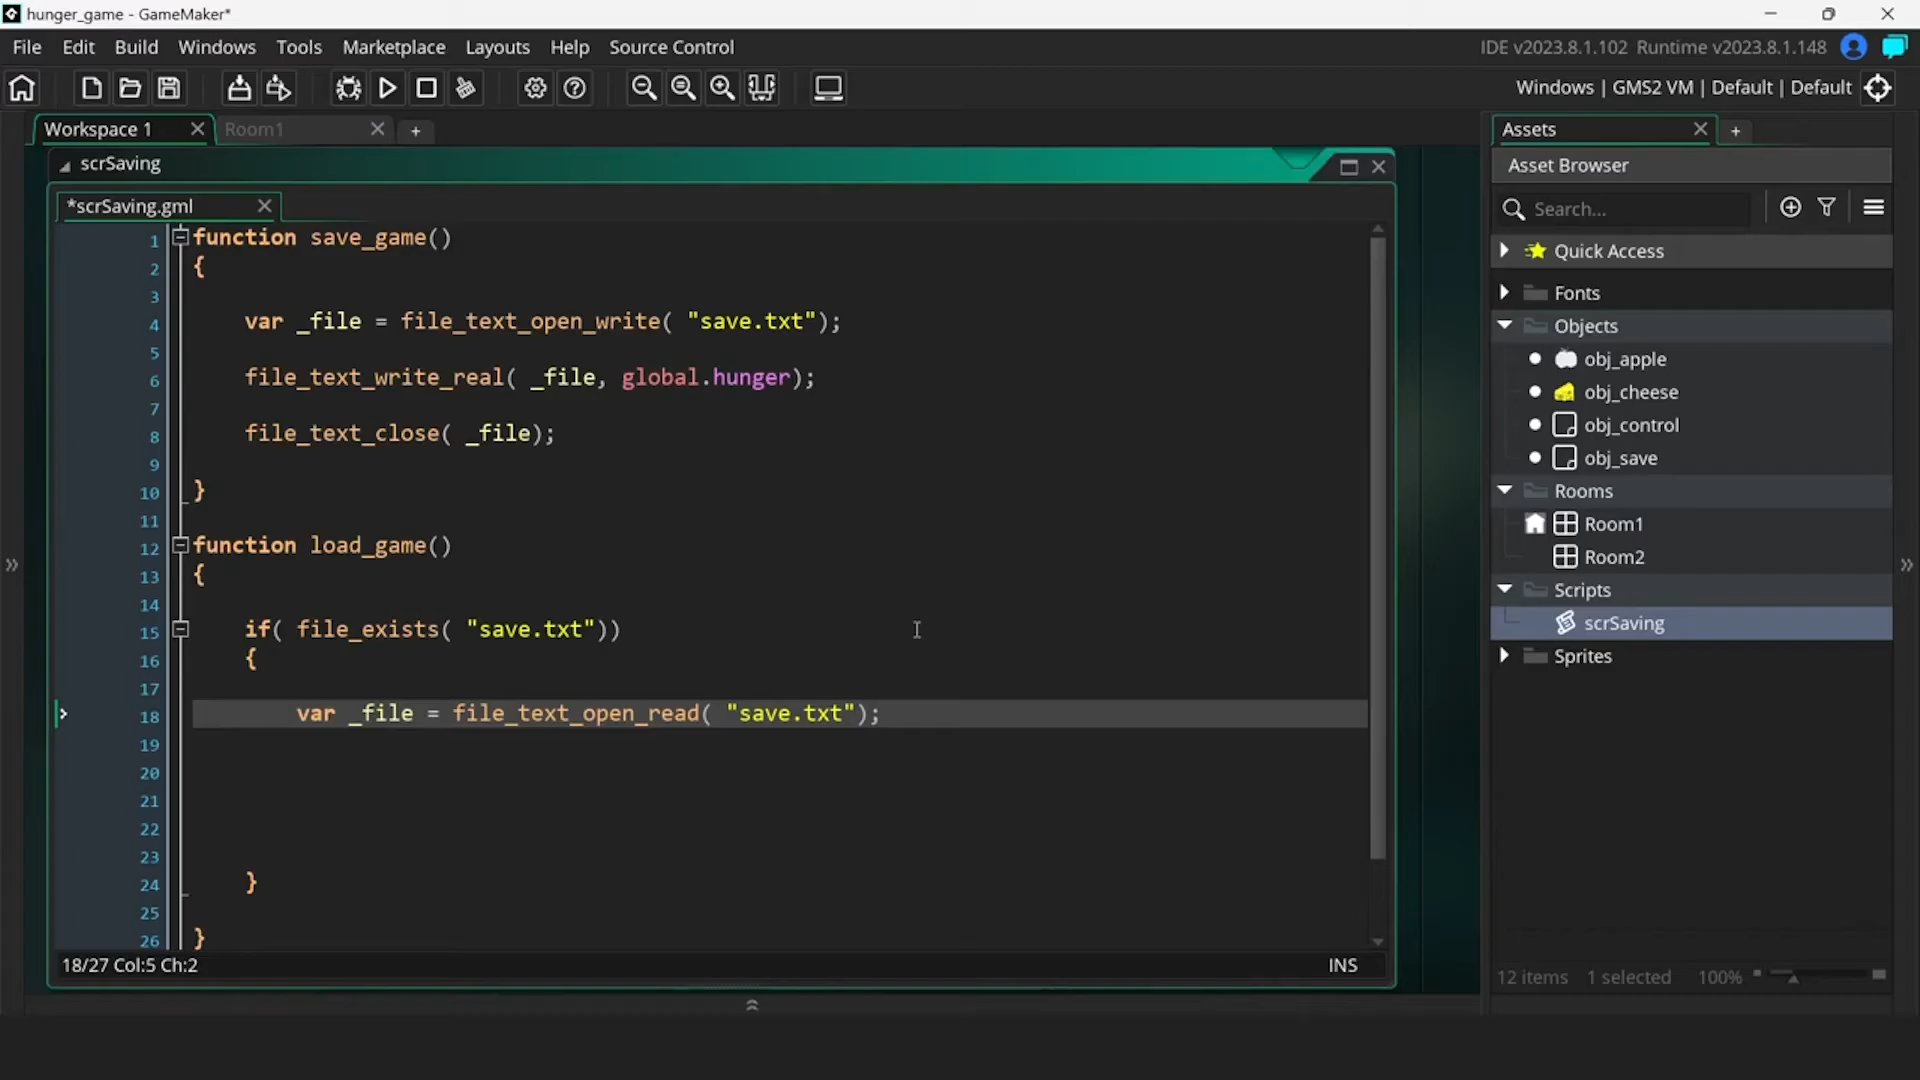 hunger_game - GameMaker*
File Edit Build Windows Tools Marketplace Layouts Help Source Control
IDE v2023.8.1.102 Runtime v2023.8.1.148
Windows | GMS2 VM | Default | Default
Workspace 1
Room1
scrSaving
*scrSaving.gml
1 function save_game()
2 {
3
4 var _file = file_text_open_write( "save.txt");
5
6 file_text_write_real( _file, global.hunger);
7
8 file_text_close( _file);
9
10 }
11
12 function load_game()
13 {
14
15 if( file_exists( "save.txt"))
16 {
17
18 var _file = file_text_open_read( "save.txt");
19
20
21
22
23
24 }
25
26 }
18/27 Col:5 Ch:2
INS
Assets
Asset Browser
Search...
Quick Access
Fonts
Objects
obj_apple
obj_cheese
obj_control
obj_save
Rooms
Room1
Room2
Scripts
scrSaving
Sprites
12 items 1 selected 100%